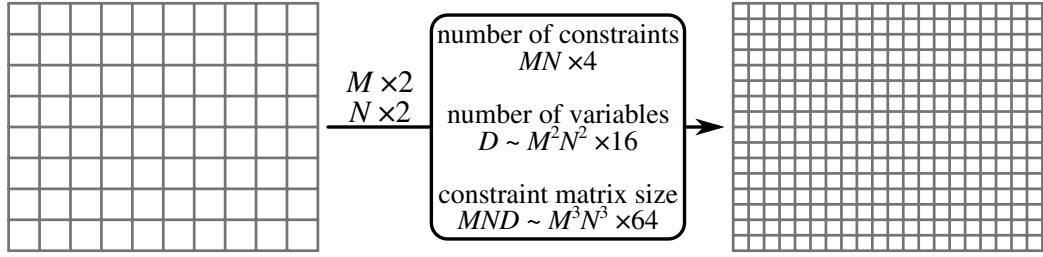 M ×2
N ×2
number of constraints
MN ×4
number of variables
D ~ M²N² ×16
constraint matrix size
MND ~ M³N³ ×64